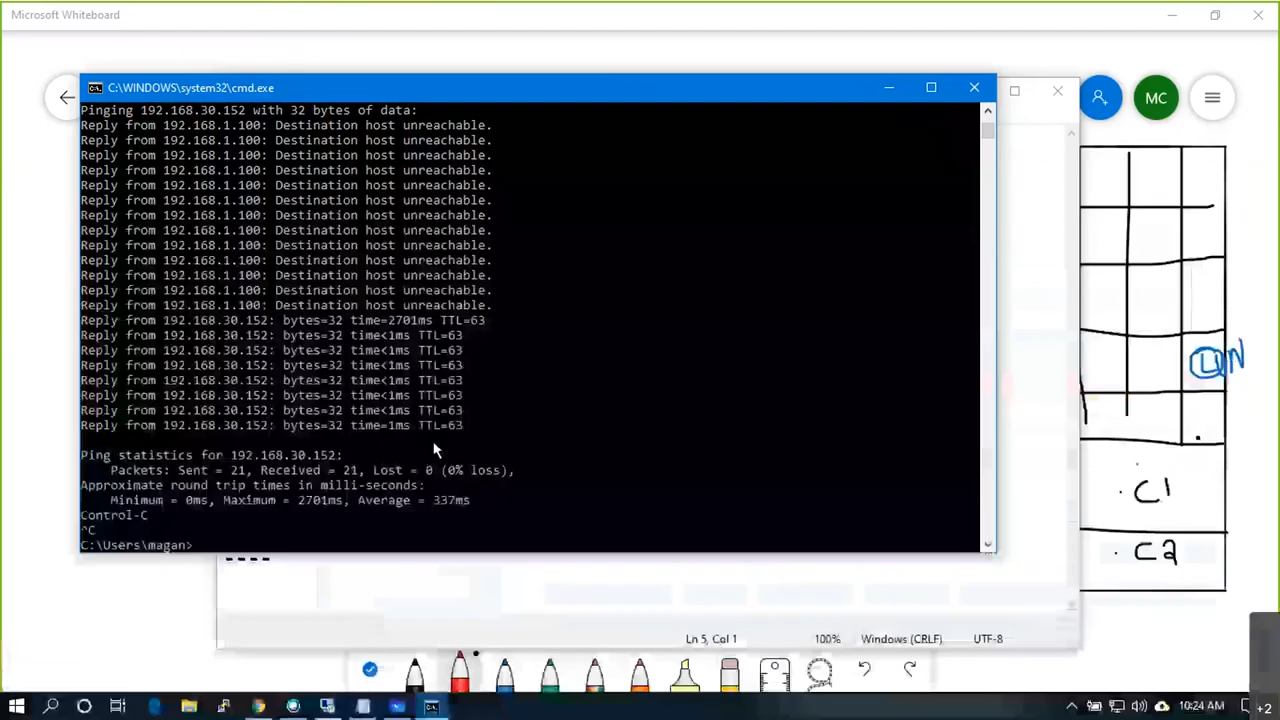 Microsoft Whiteboard
C:\WINDOWS\system32\cmd.exe
Pinging 192.168.30.152 with 32 bytes of data:
Reply from 192.168.1.100: Destination host unreachable.
Reply from 192.168.1.100: Destination host unreachable.
Reply from 192.168.1.100: Destination host unreachable.
Reply from 192.168.1.100: Destination host unreachable.
Reply from 192.168.1.100: Destination host unreachable.
Reply from 192.168.1.100: Destination host unreachable.
Reply from 192.168.1.100: Destination host unreachable.
Reply from 192.168.1.100: Destination host unreachable.
Reply from 192.168.1.100: Destination host unreachable.
Reply from 192.168.1.100: Destination host unreachable.
Reply from 192.168.1.100: Destination host unreachable.
Reply from 192.168.1.100: Destination host unreachable.
Reply from 192.168.1.100: Destination host unreachable.
Reply from 192.168.30.152: bytes=32 time=2701ms TTL=63
Reply from 192.168.30.152: bytes=32 time<1ms TTL=63
Reply from 192.168.30.152: bytes=32 time<1ms TTL=63
Reply from 192.168.30.152: bytes=32 time<1ms TTL=63
Reply from 192.168.30.152: bytes=32 time<1ms TTL=63
Reply from 192.168.30.152: bytes=32 time<1ms TTL=63
Reply from 192.168.30.152: bytes=32 time<1ms TTL=63
Reply from 192.168.30.152: bytes=32 time=1ms TTL=63
Ping statistics for 192.168.30.152:
Packets: Sent = 21, Received = 21, Lost = 0 (0% loss),
Approximate round trip times in milli-seconds:
Minimum = 0ms, Maximum = 2701ms, Average = 337ms
Control-C
^C
C:\Users\magan>
MC
C1
C2
Ln 5, Col 1
100%
Windows (CRLF)
UTF-8
10:24 AM
+2